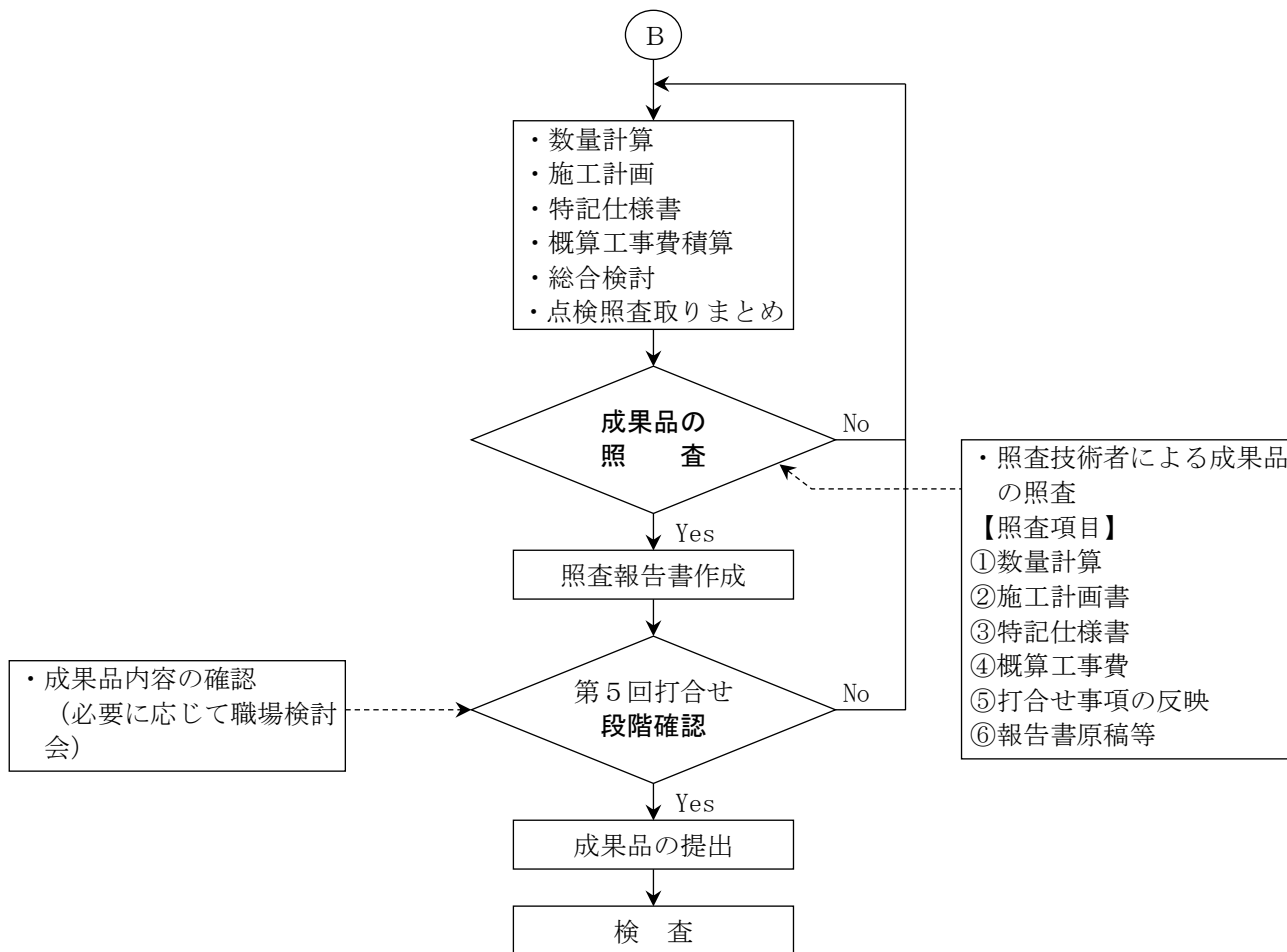 Ｂ
・数量計算
・施工計画
・特記仕様書
・概算工事費積算
・総合検討
・点検照査取りまとめ
成果品の
照　　査
No
Yes
・照査技術者による成果品
の照査
【照査項目】
①数量計算
②施工計画書
③特記仕様書
④概算工事費
⑤打合せ事項の反映
⑥報告書原稿等
照査報告書作成
・成果品内容の確認
（必要に応じて職場検討
会）
第５回打合せ
段階確認
No
Yes
成果品の提出
検　査